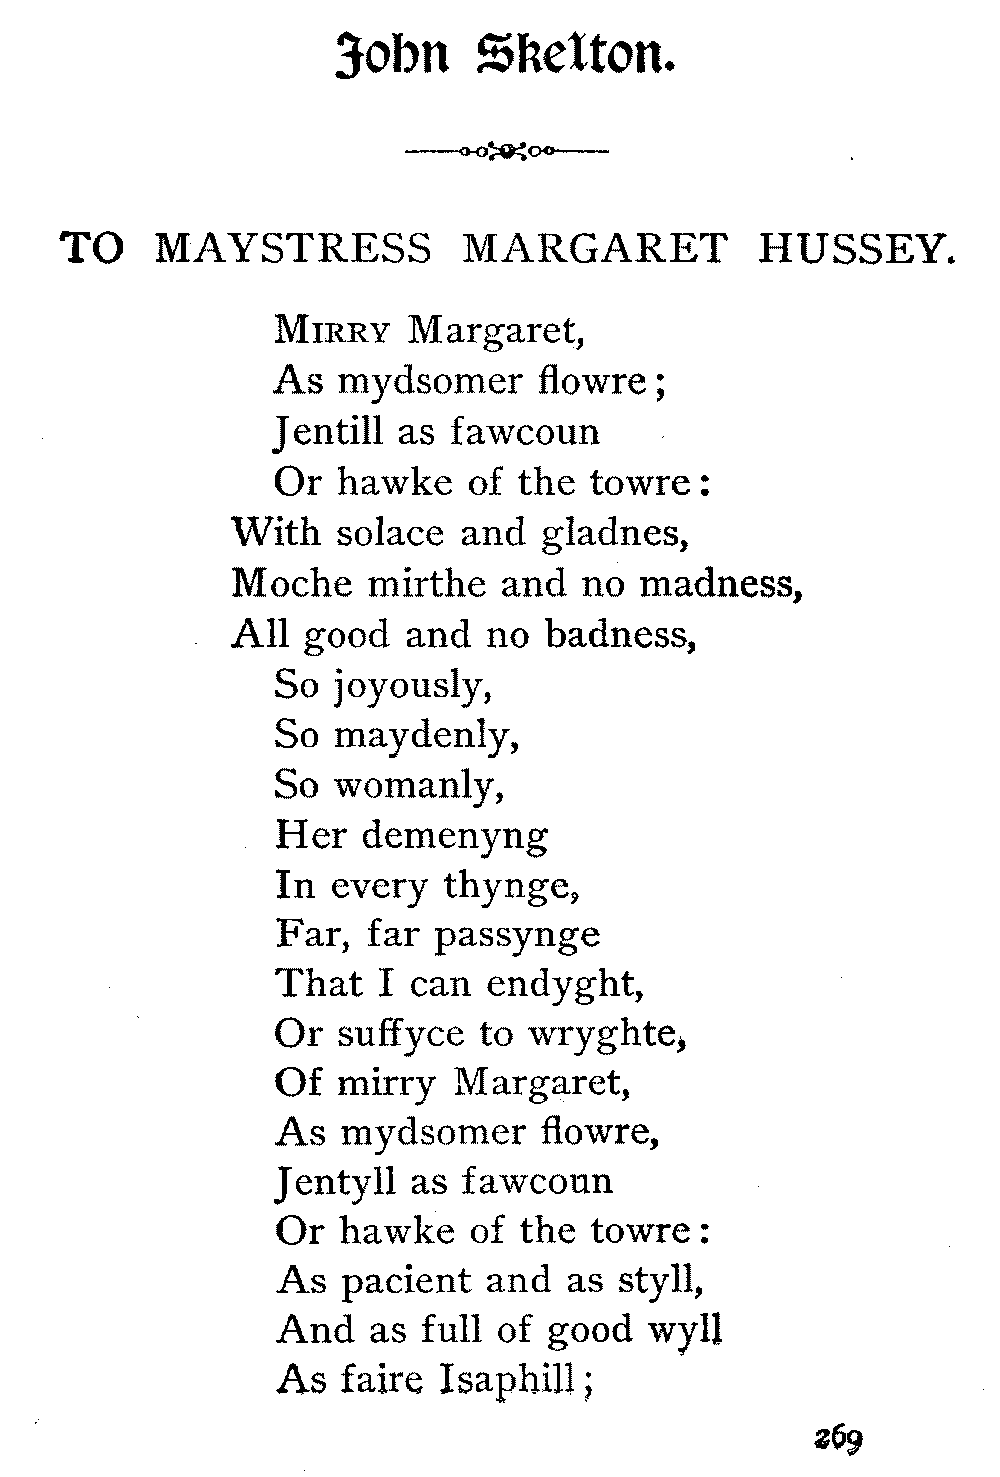 John Skelton.
TO MAYSTRESS MARGARET HUSSEY.
MIRRY Margaret,
As mydsomer flowre;
Jentill as fawcoun
Or hawke of the towre:
With solace and gladnes,
Moche mirthe and no madness,
All good and no badness,
So joyously,
So maydenly,
So womanly,
Her demenyng
In every thynge,
Far, far passynge
That I can endyght,
Or suffyce to wryghte,
Of mirry Margaret,
As mydsomer flowre,
Jentyll as fawcoun
Or hawke of the towre:
As pacient and as styll,
And as full of good wyll
As faire Isaphill;
269